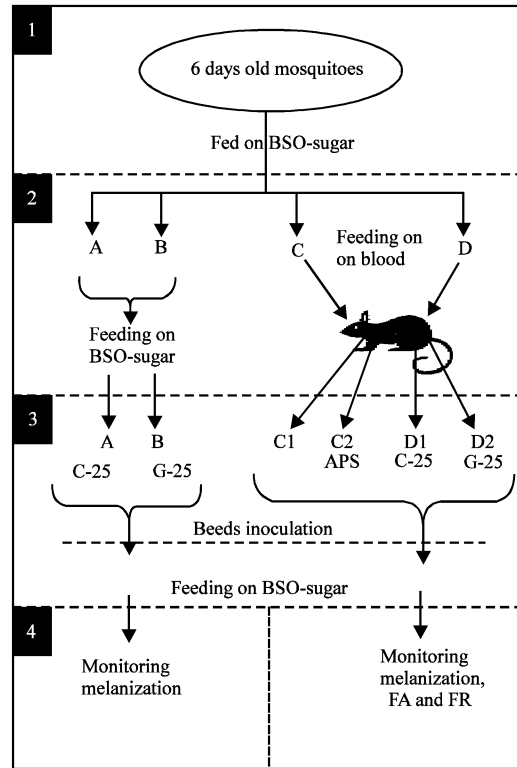 1
6 days old mosquitoes
Fed on BSO-sugar
2
A B C D
Feeding on
on blood
Feeding on
BSO-sugar
3
A B C1 C2 D1 D2
C-25 G-25 APS C-25 G-25
Beeds inoculation
Feeding on BSO-sugar
4
Monitoring
melanization
Monitoring
melanization,
FA and FR